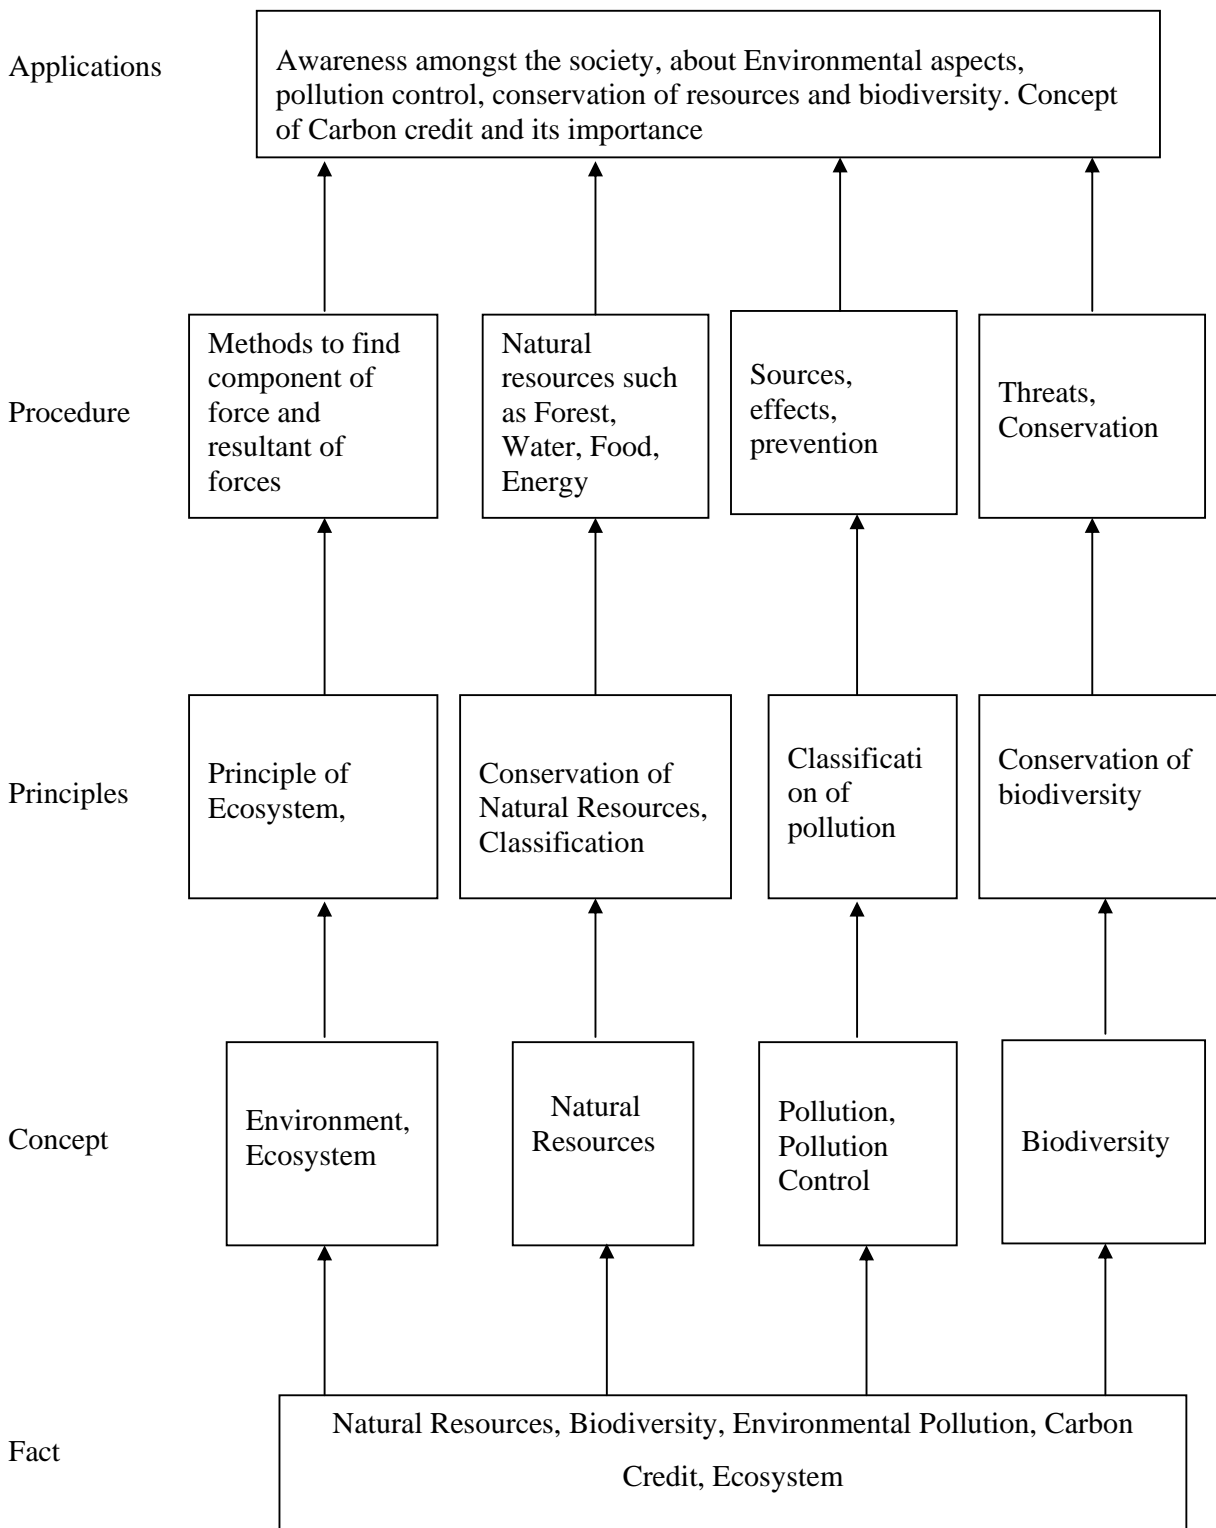 Applications
Awareness amongst the society, about Environmental aspects,
pollution control, conservation of resources and biodiversity. Concept
of Carbon credit and its importance
Procedure
Methods to find
component of
force and
resultant of
forces
Natural
resources such
as Forest,
Water, Food,
Energy
Sources,
effects,
prevention
Threats,
Conservation
Principles
Principle of
Ecosystem,
Conservation of
Natural Resources,
Classification
Classificati
on of
pollution
Conservation of
biodiversity
Concept
Environment,
Ecosystem
Natural
Resources
Pollution,
Pollution
Control
Biodiversity
Fact
Natural Resources, Biodiversity, Environmental Pollution, Carbon
Credit, Ecosystem